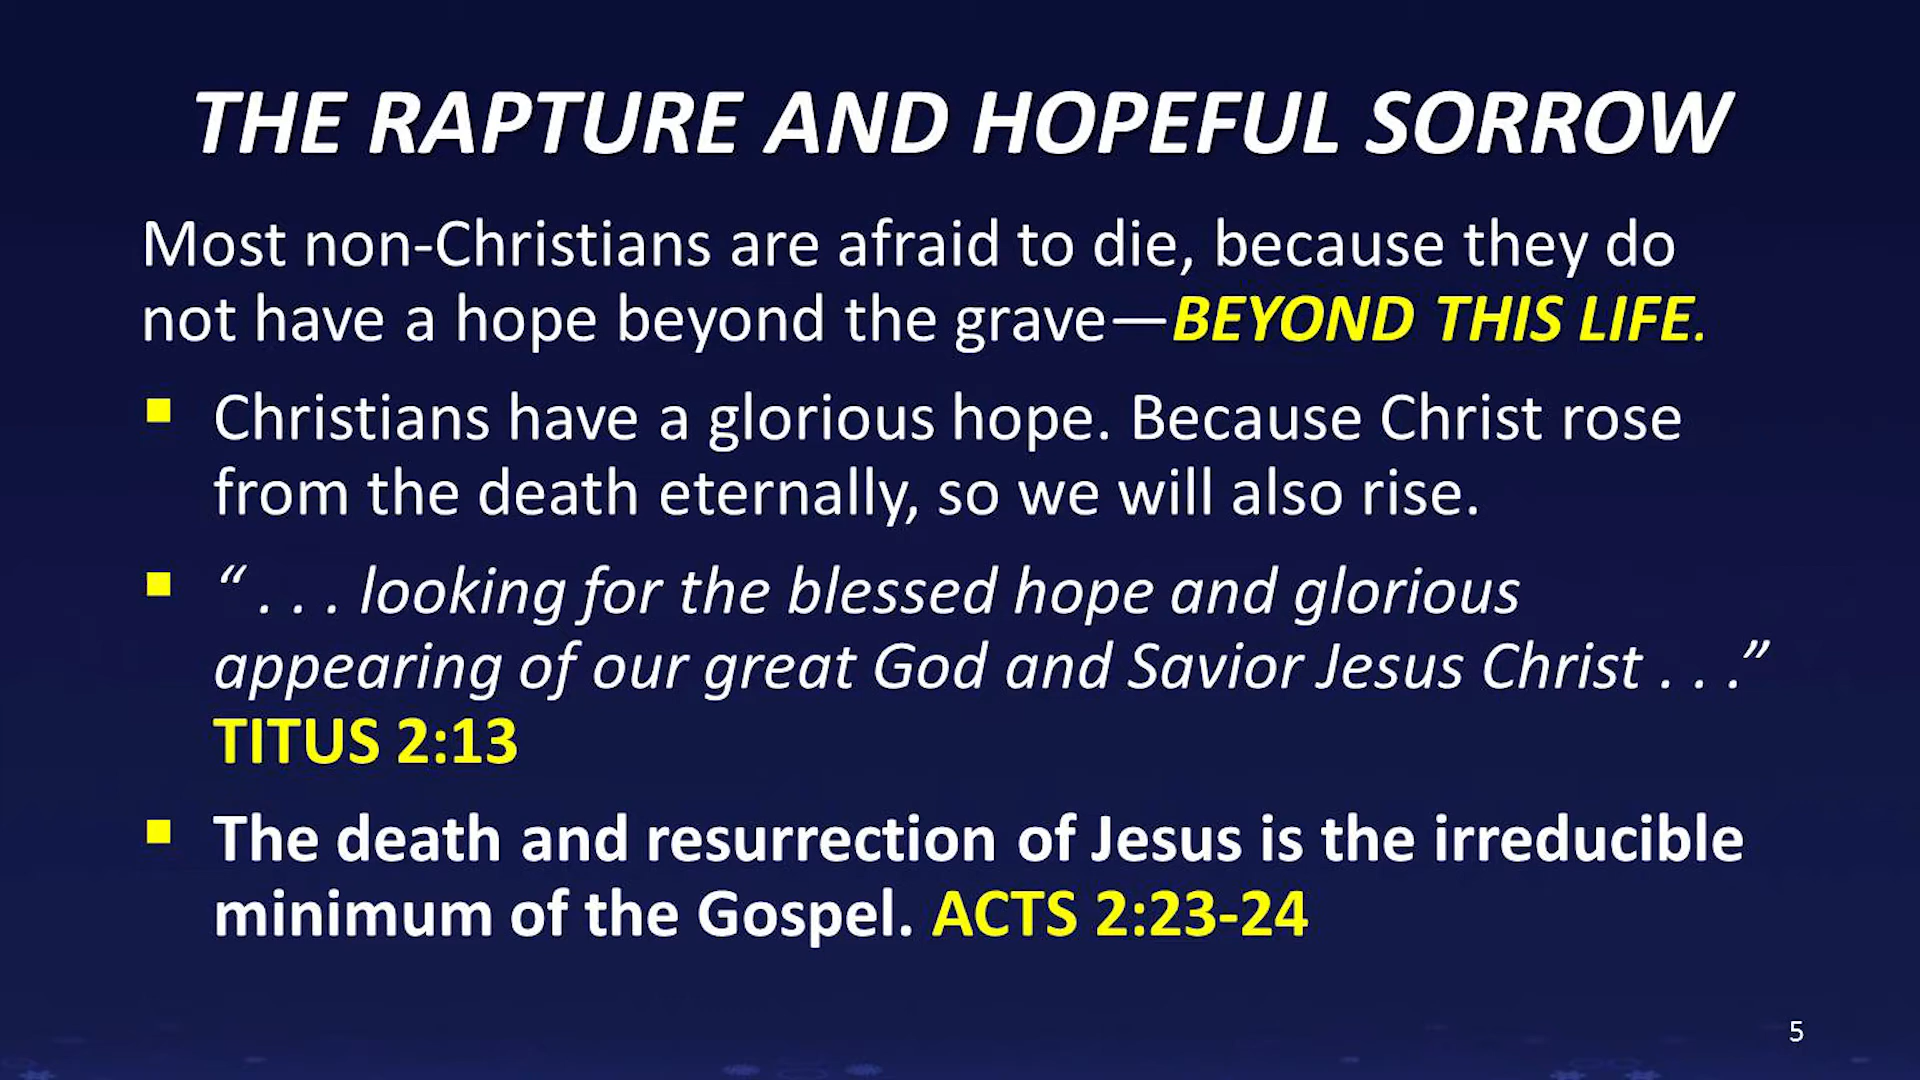 THE RAPTURE AND HOPEFUL SORROW
Most non-Christians are afraid to die, because they do
not have a hope beyond the grave—BEYOND THIS LIFE.
Christians have a glorious hope. Because Christ rose
from the death eternally, so we will also rise.
“ . . . looking for the blessed hope and glorious
appearing of our great God and Savior Jesus Christ . . .”
TITUS 2:13
The death and resurrection of Jesus is the irreducible
minimum of the Gospel. ACTS 2:23-24
5